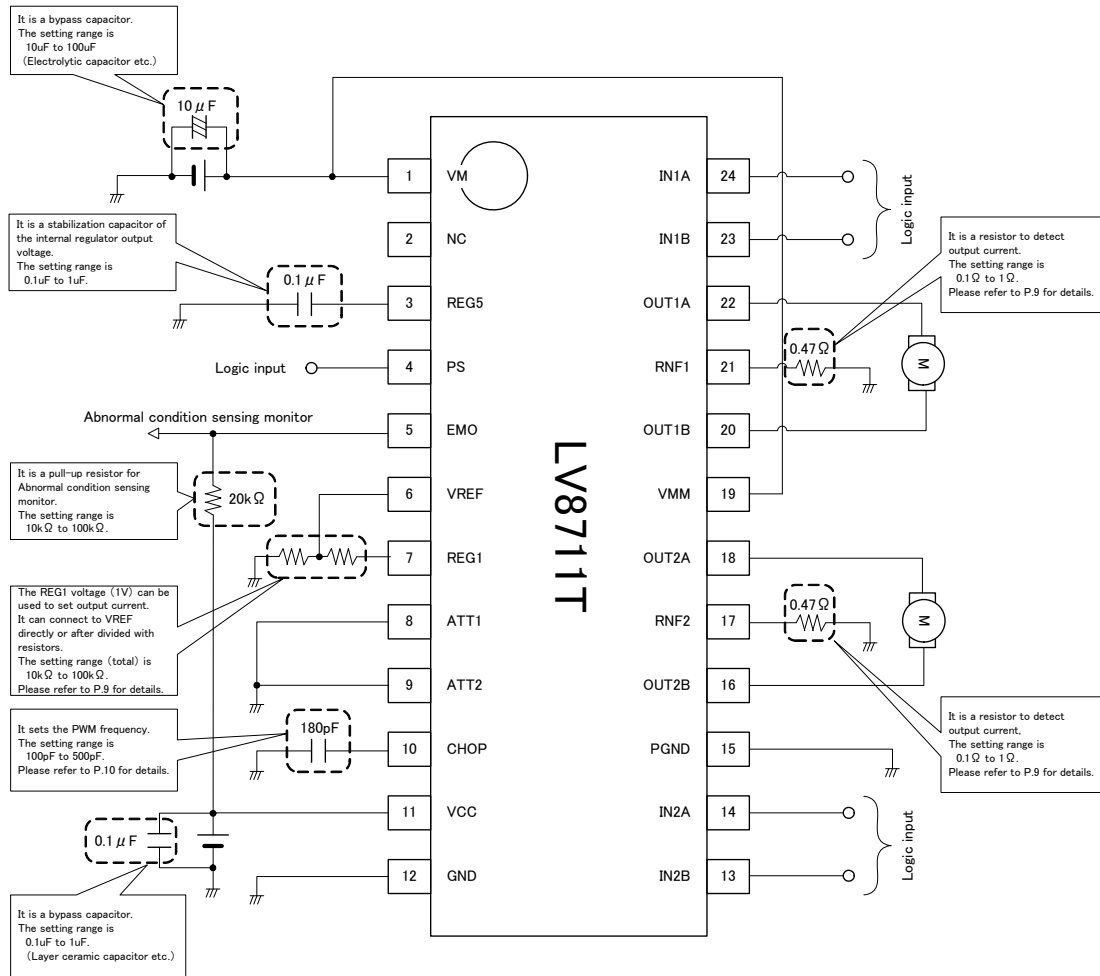 It is a bypass capacitor.
The setting range is
10uF to 100uF
(Electrolytic capacitor etc.)
10μF
It is a stabilization capacitor of
the internal regulator output
voltage.
The setting range is
0.1uF to 1uF.
0.1μF
Logic input
Abnormal condition sensing monitor
It is a pull-up resistor for
Abnormal condition sensing
monitor.
The setting range is
10kΩ to 100kΩ.
20kΩ
The REG1 voltage (1V) can be
used to set output current.
It can connect to VREF
directly or after divided with
resistors.
The setting range (total) is
10kΩ to 100kΩ.
Please refer to P.9 for details.
It sets the PWM frequency.
The setting range is
100pF to 500pF.
Please refer to P.10 for details.
180pF
0.1μF
It is a bypass capacitor.
The setting range is
0.1uF to 1uF.
(Layer ceramic capacitor etc.)
1 VM
2 NC
3 REG5
4 PS
5 EMO
6 VREF
7 REG1
8 ATT1
9 ATT2
10 CHOP
11 VCC
12 GND
LV8711T
IN1A 24
IN1B 23
OUT1A 22
RNF1 21
OUT1B 20
VMM 19
OUT2A 18
RNF2 17
OUT2B 16
PGND 15
IN2A 14
IN2B 13
Logic input
It is a resistor to detect
output current.
The setting range is
0.1Ω to 1Ω.
Please refer to P.9 for details.
0.47Ω
M
0.47Ω
M
It is a resistor to detect
output current,
The setting range is
0.1Ω to 1Ω.
Please refer to P.9 for details.
Logic input